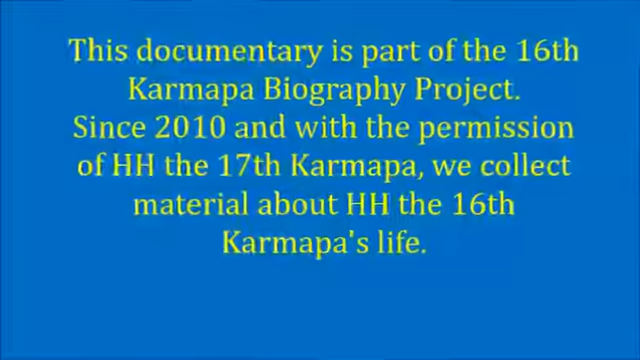 This documentary is part of the 16th
Karmapa Biography Project.
Since 2010 and with the permission
of HH the 17th Karmapa, we collect
material about HH the 16th
Karmapa's life.